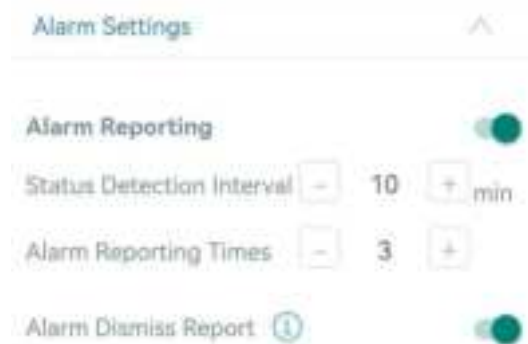 Alarm Settings
Alarm Reporting
Status Detection Interval - 10 + min
Alarm Reporting Times - 3 +
Alarm Dismiss Report